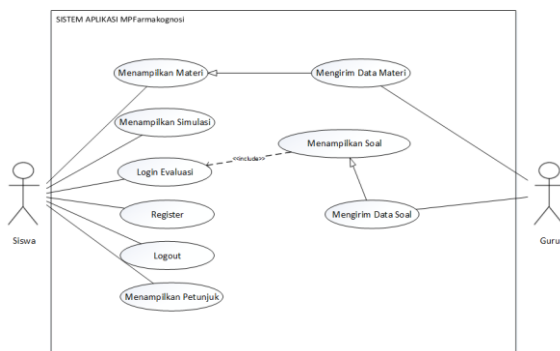 SISTEM APLIKASI MPFarmakognosi
Menampilkan Materi
Mengirim Data Materi
Menampilkan Simulasi
Menampilkan Soal
<<include>>
Login Evaluasi
Siswa
Register
Mengirim Data Soal
Guru
Logout
Menampilkan Petunjuk